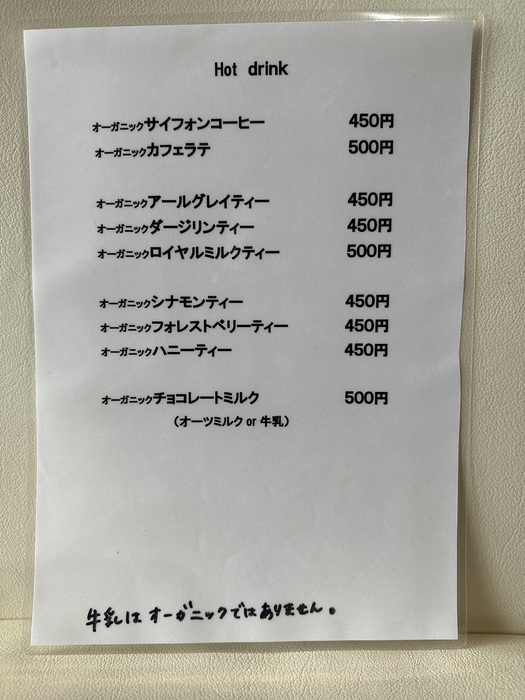 Hot drink
オーガニックサイフォンコーヒー 450円
オーガニックカフェラテ 500円
オーガニックアールグレイティー 450円
オーガニックダージリンティー 450円
オーガニックロイヤルミルクティー 500円
オーガニックシナモンティー 450円
オーガニックフォレストベリーティー 450円
オーガニックハニーティー 450円
オーガニックチョコレートミルク 500円
（オーツミルク or 牛乳）
牛乳は オーガニックではありません。